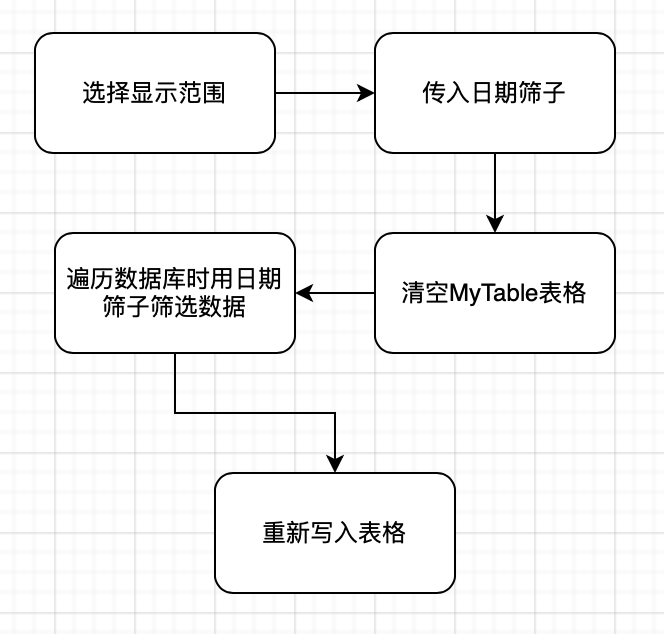 选择显示范围
传入日期筛子
清空MyTable表格
遍历数据库时用日期
筛子筛选数据
重新写入表格